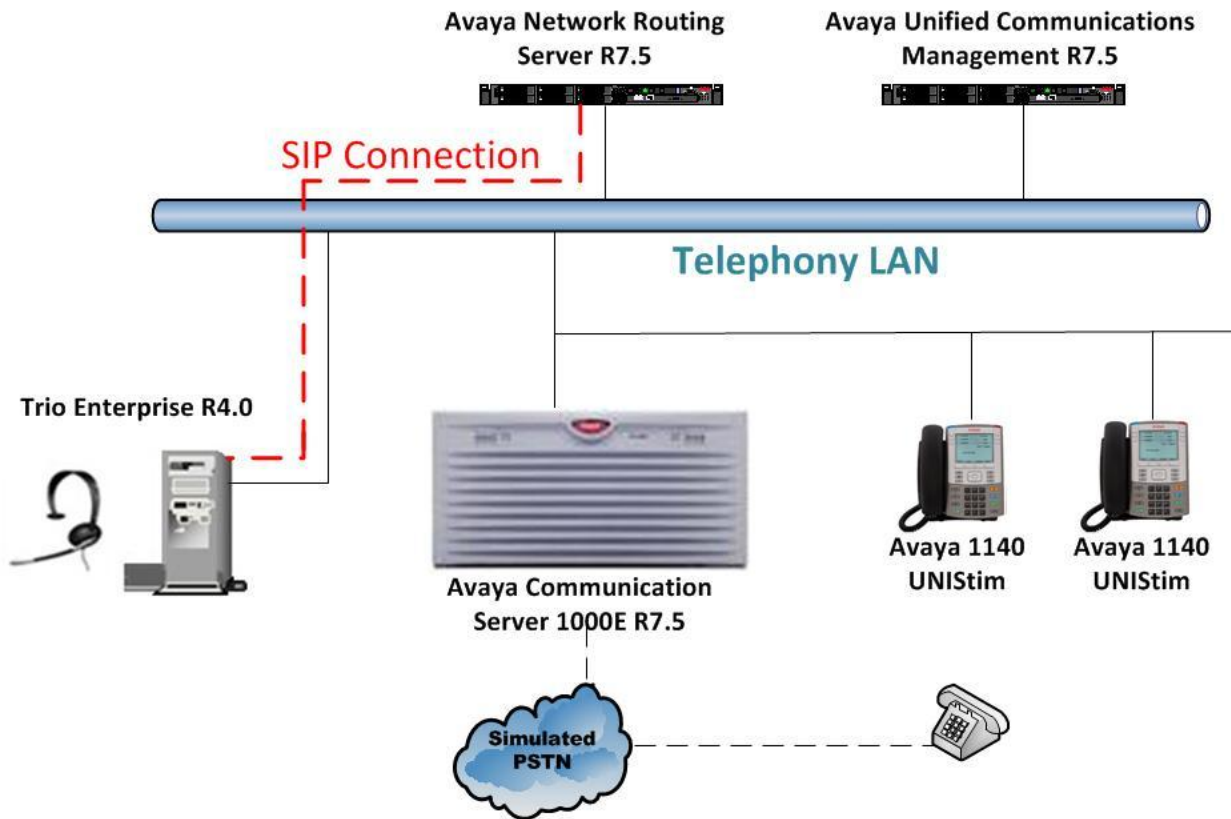 Avaya Network Routing
Server R7.5
Avaya Unified Communications
Management R7.5
SIP Connection
Telephony LAN
Trio Enterprise R4.0
Avaya Communication
Server 1000E R7.5
Avaya 1140
UNIStim
Avaya 1140
UNIStim
Simulated
PSTN